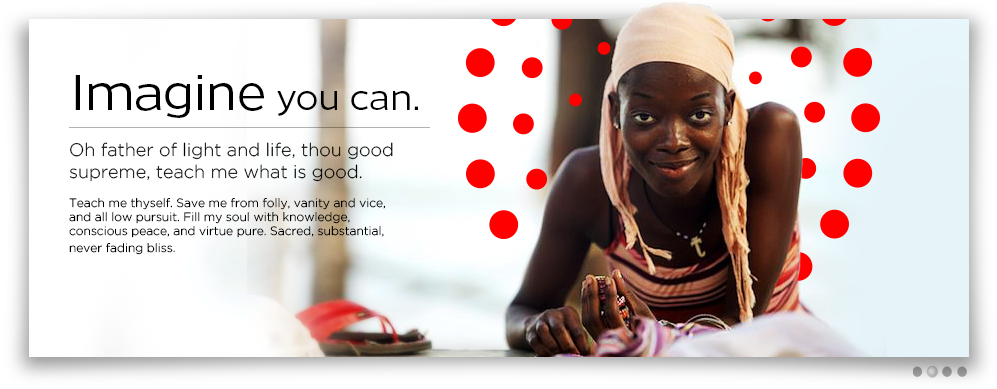 Imagine you can.
Oh father of light and life, thou good
supreme, teach me what is good.
Teach me thyself. Save me from folly, vanity and vice,
and all low pursuit. Fill my soul with knowledge,
conscious peace, and virtue pure. Sacred, substantial,
never fading bliss.